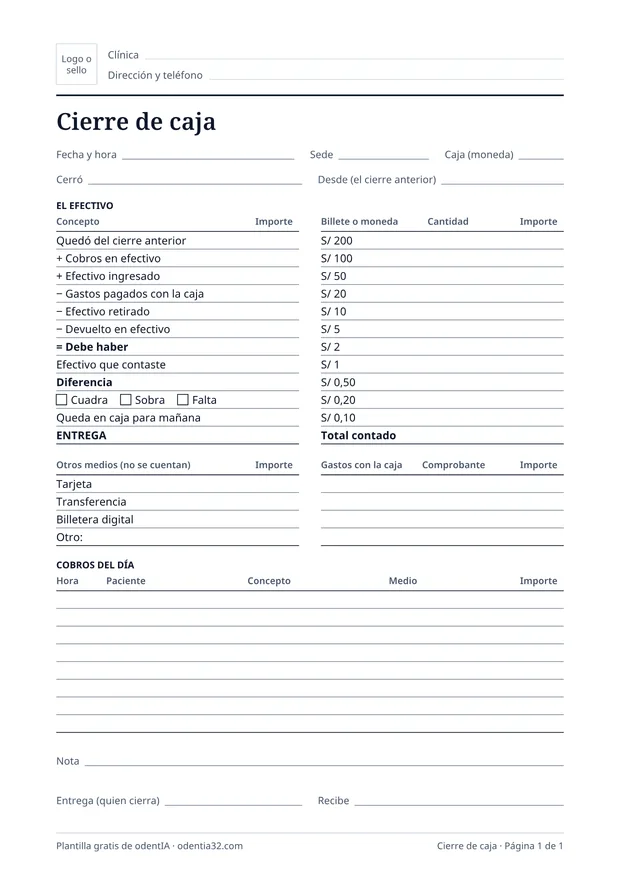 Logo o
sello
Clínica
Dirección y teléfono
Cierre de caja
Fecha y hora Sede Caja (moneda)
Cerró Desde (el cierre anterior)
EL EFECTIVO
Concepto Importe
Quedó del cierre anterior
+ Cobros en efectivo
+ Efectivo ingresado
− Gastos pagados con la caja
− Efectivo retirado
− Devuelto en efectivo
= Debe haber
Efectivo que contaste
Diferencia
Cuadra Sobra Falta
Queda en caja para mañana
ENTREGA
Billete o moneda Cantidad Importe
S/ 200
S/ 100
S/ 50
S/ 20
S/ 10
S/ 5
S/ 2
S/ 1
S/ 0,50
S/ 0,20
S/ 0,10
Total contado
Otros medios (no se cuentan) Importe
Tarjeta
Transferencia
Billetera digital
Otro:
Gastos con la caja Comprobante Importe
COBROS DEL DÍA
Hora Paciente Concepto Medio Importe
Nota
Entrega (quien cierra) Recibe
Plantilla gratis de odentIA · odentia32.com Cierre de caja · Página 1 de 1